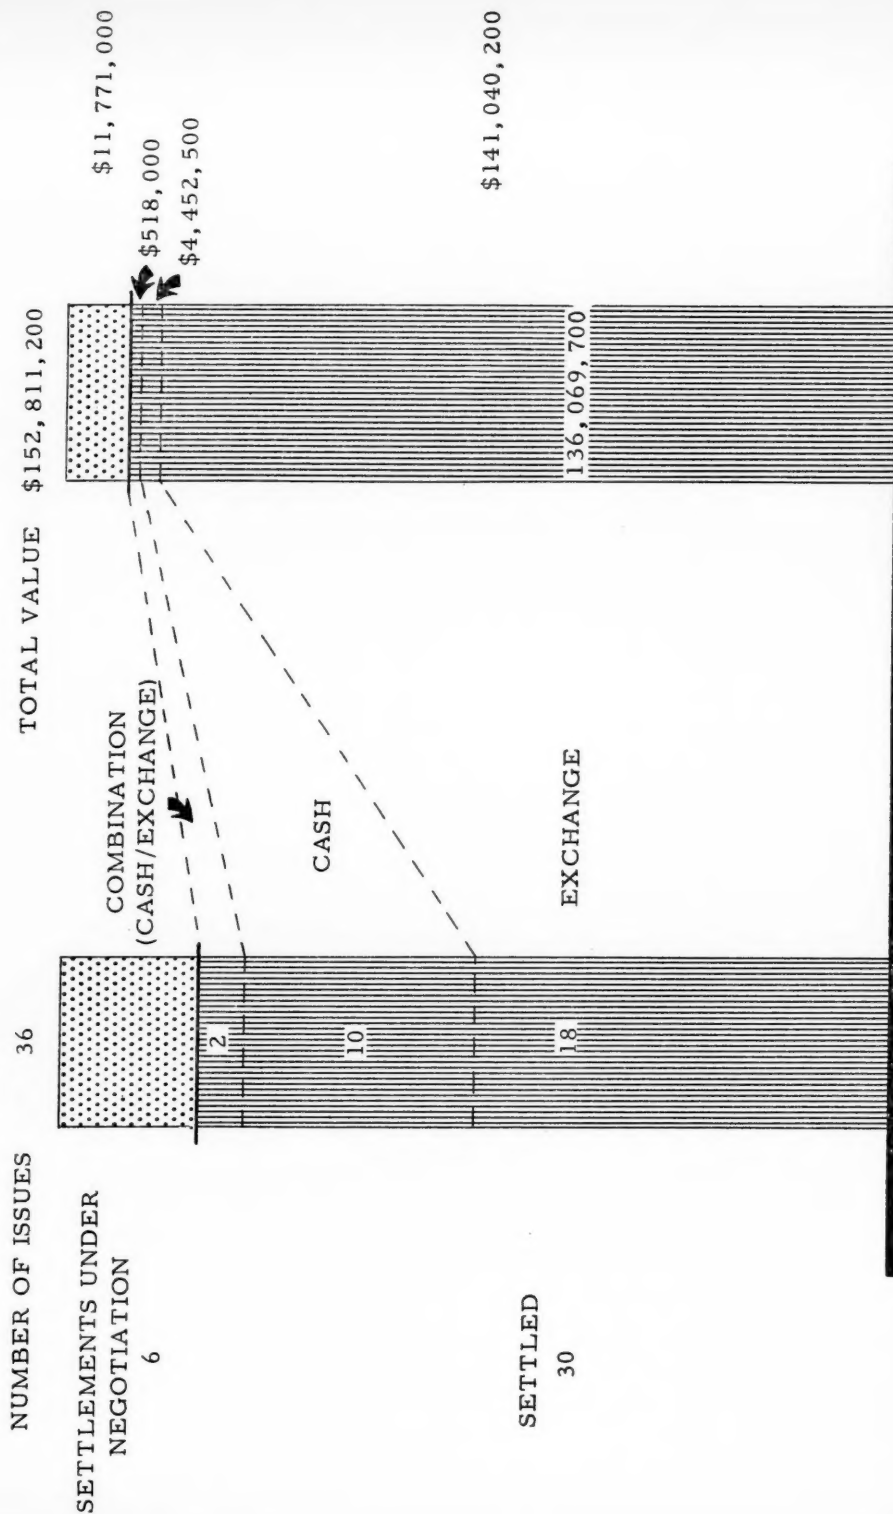 NUMBER OF ISSUES 36 TOTAL VALUE $152,811,200
SETTLEMENTS UNDER
NEGOTIATION
6
COMBINATION
(CASH/EXCHANGE)
$11,771,000
$518,000
$4,452,500
2
10
CASH
SETTLED
30
18
EXCHANGE
136,069,700
$141,040,200